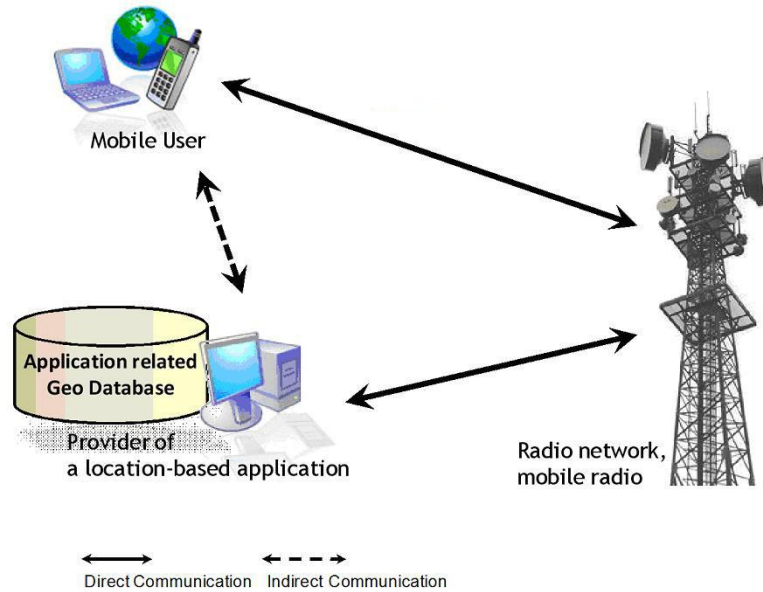 Mobile User
Application related
Geo Database
Provider of
a location-based application
Radio network,
mobile radio
Direct Communication
Indirect Communication